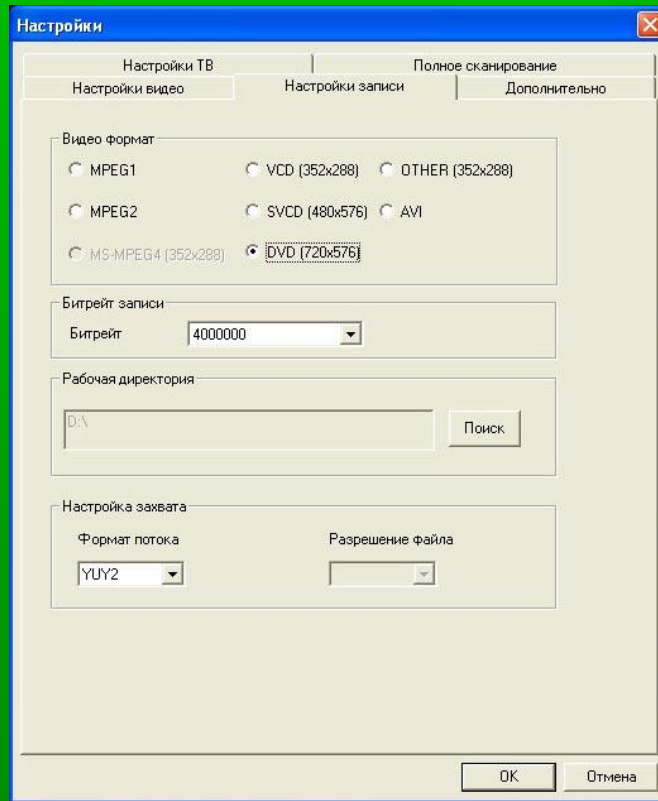 Настройки
Настройки ТВ Полное сканирование
Настройки видео Настройки записи Дополнительно
Видео формат
MPEG1 VCD (352x288) OTHER (352x288)
MPEG2 SVCD (480x576) AVI
MS-MPEG4 (352x288) DVD (720x576)
Битрейт записи
Битрейт 4000000
Рабочая директория
D:\
Поиск
Настройка захвата
Формат потока Разрешение файла
YUY2
OK Отмена